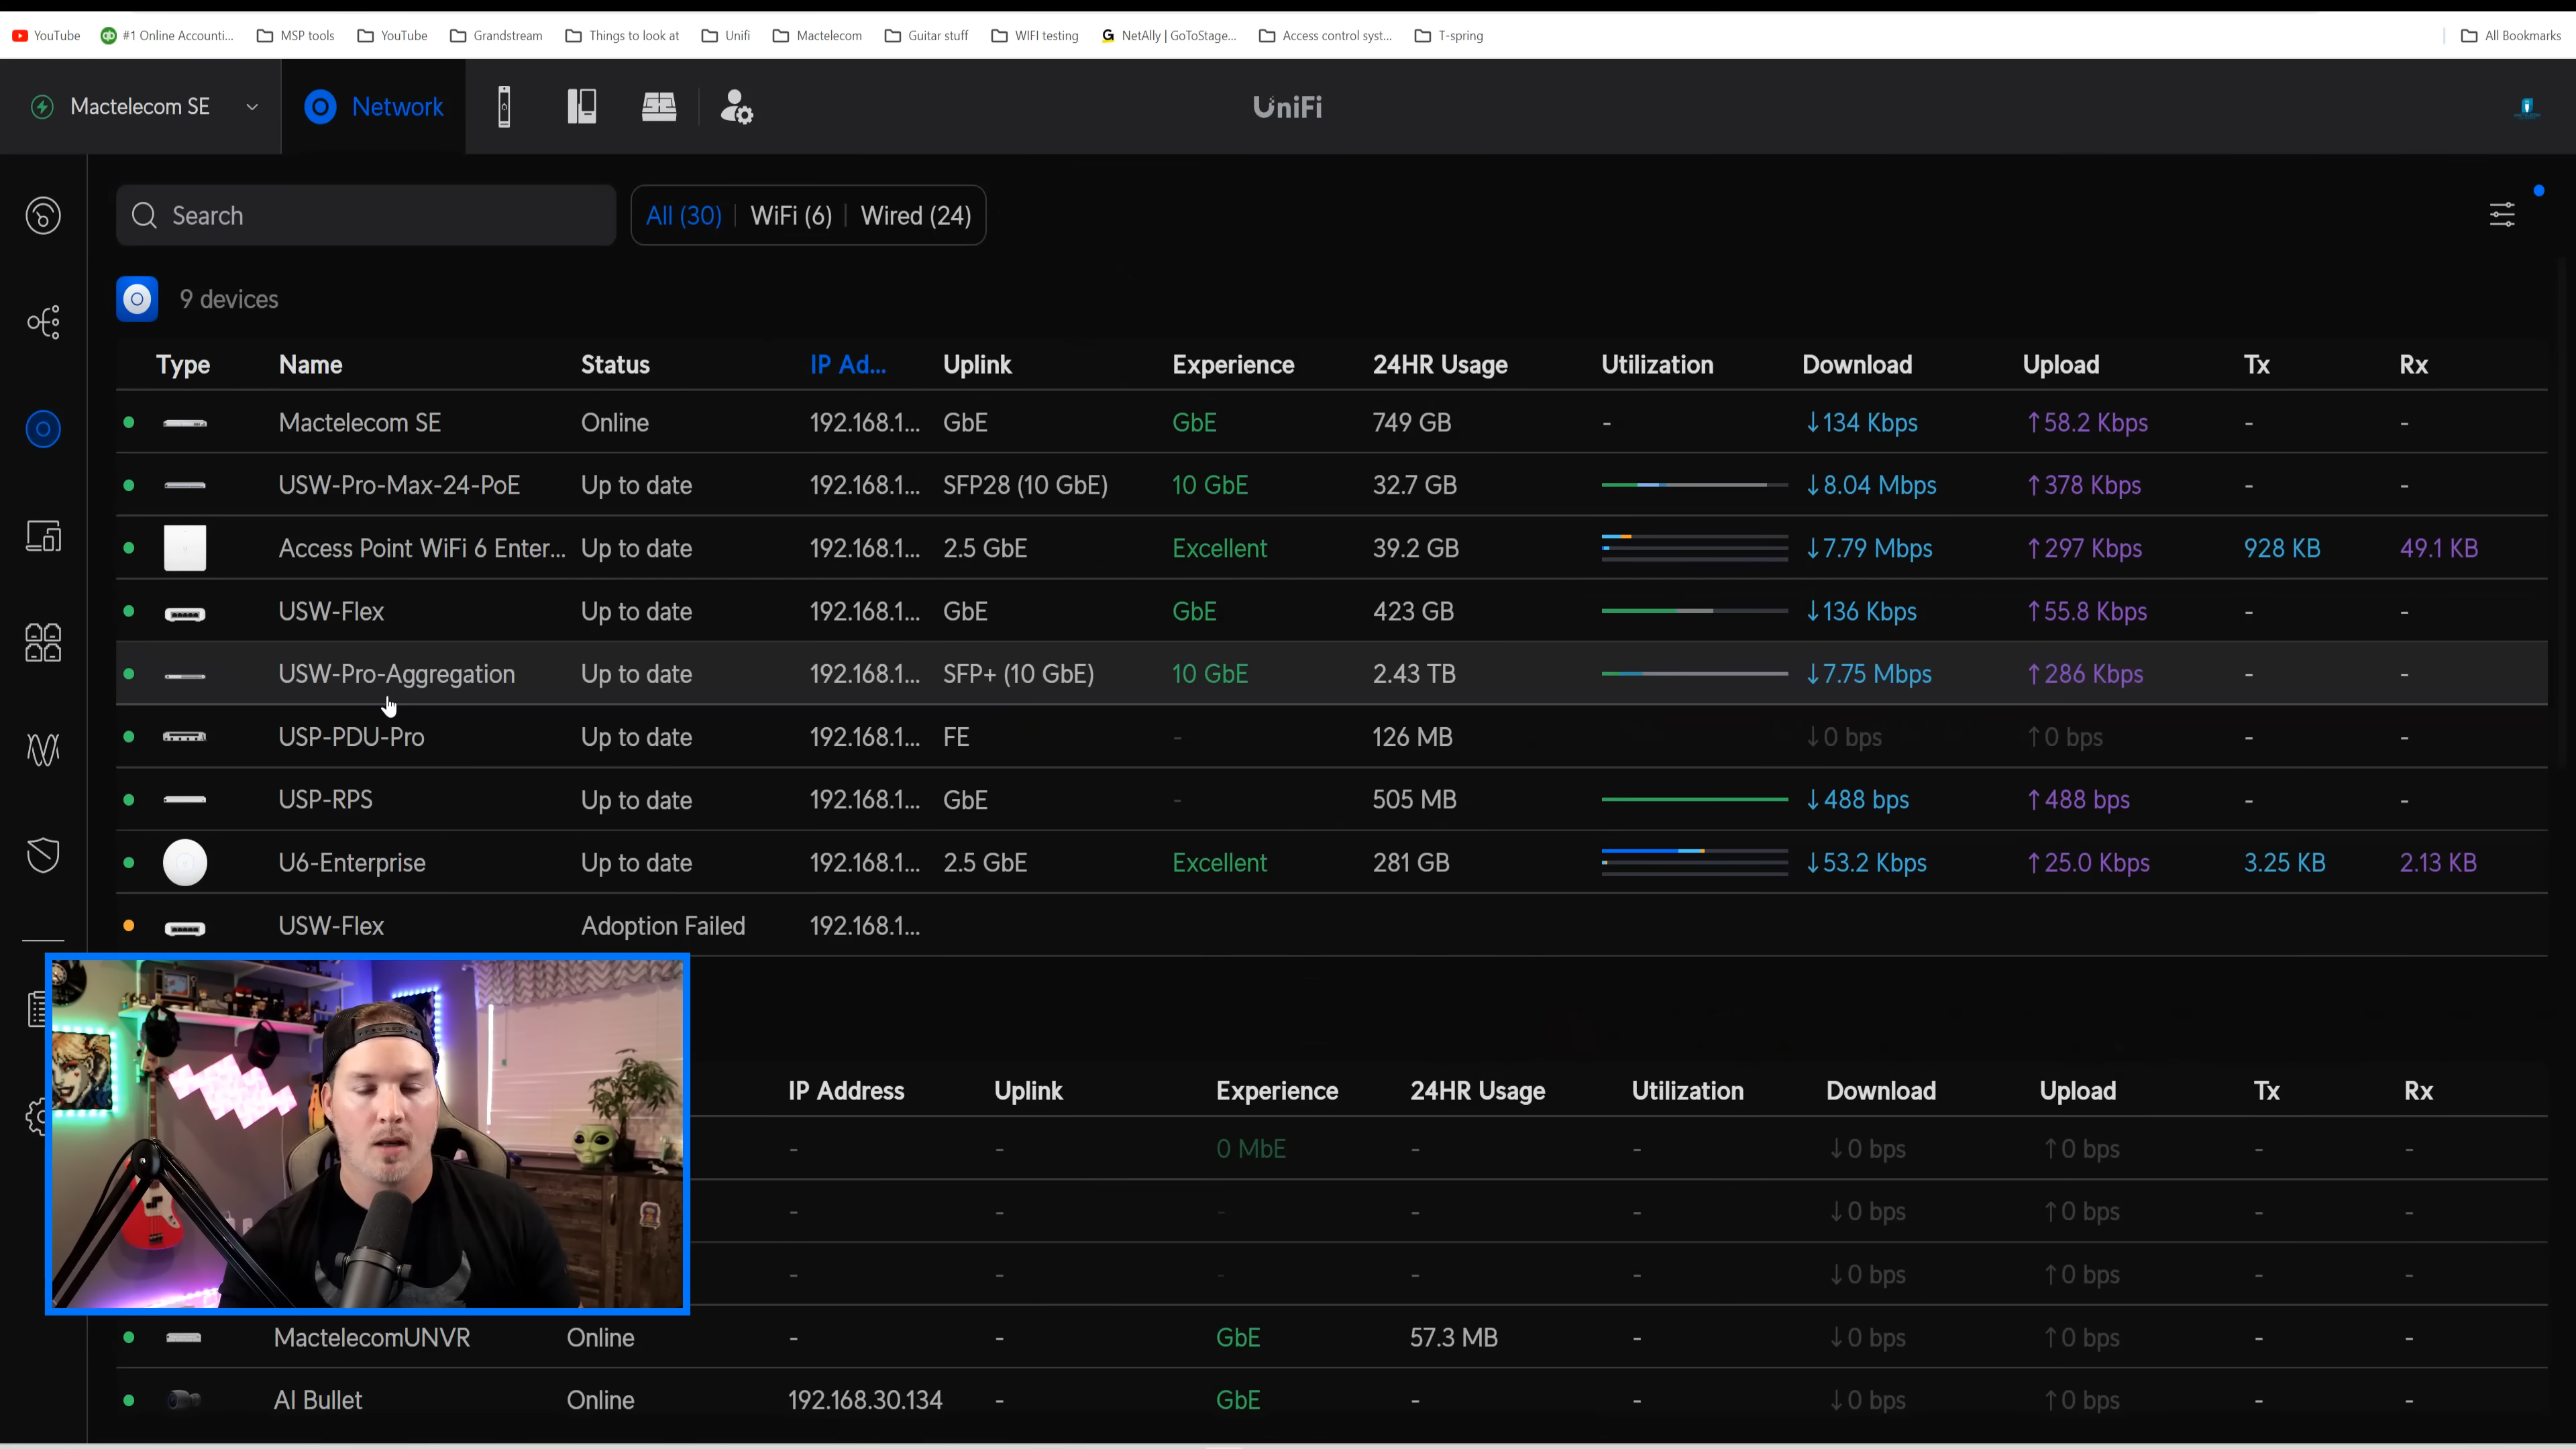 YouTube #1 Online Accounti... MSP tools YouTube Grandstream Things to look at Unifi Mactelecom Guitar stuff WIFI testing NetAlly | GoToStage... Access control syst... T-spring All Bookmarks
Mactelecom SE Network UniFi
Search All (30) WiFi (6) Wired (24)
9 devices
Type Name Status IP Ad... Uplink Experience 24HR Usage Utilization Download Upload Tx Rx
Mactelecom SE Online 192.168.1... GbE GbE 749 GB - ↓134 Kbps ↑58.2 Kbps - -
USW-Pro-Max-24-PoE Up to date 192.168.1... SFP28 (10 GbE) 10 GbE 32.7 GB ↓8.04 Mbps ↑378 Kbps - -
Access Point WiFi 6 Enter... Up to date 192.168.1... 2.5 GbE Excellent 39.2 GB ↓7.79 Mbps ↑297 Kbps 928 KB 49.1 KB
USW-Flex Up to date 192.168.1... GbE GbE 423 GB ↓136 Kbps ↑55.8 Kbps - -
USW-Pro-Aggregation Up to date 192.168.1... SFP+ (10 GbE) 10 GbE 2.43 TB ↓7.75 Mbps ↑286 Kbps - -
USP-PDU-Pro Up to date 192.168.1... FE - 126 MB ↓0 bps ↑0 bps - -
USP-RPS Up to date 192.168.1... GbE - 505 MB ↓488 bps ↑488 bps - -
U6-Enterprise Up to date 192.168.1... 2.5 GbE Excellent 281 GB ↓53.2 Kbps ↑25.0 Kbps 3.25 KB 2.13 KB
USW-Flex Adoption Failed 192.168.1...
IP Address Uplink Experience 24HR Usage Utilization Download Upload Tx Rx
- - 0 MbE - - ↓0 bps ↑0 bps - -
- - - - - ↓0 bps ↑0 bps - -
- - - - - ↓0 bps ↑0 bps - -
MactelecomUNVR Online - - GbE 57.3 MB - ↓0 bps ↑0 bps - -
AI Bullet Online 192.168.30.134 - GbE - - ↓0 bps ↑0 bps - -